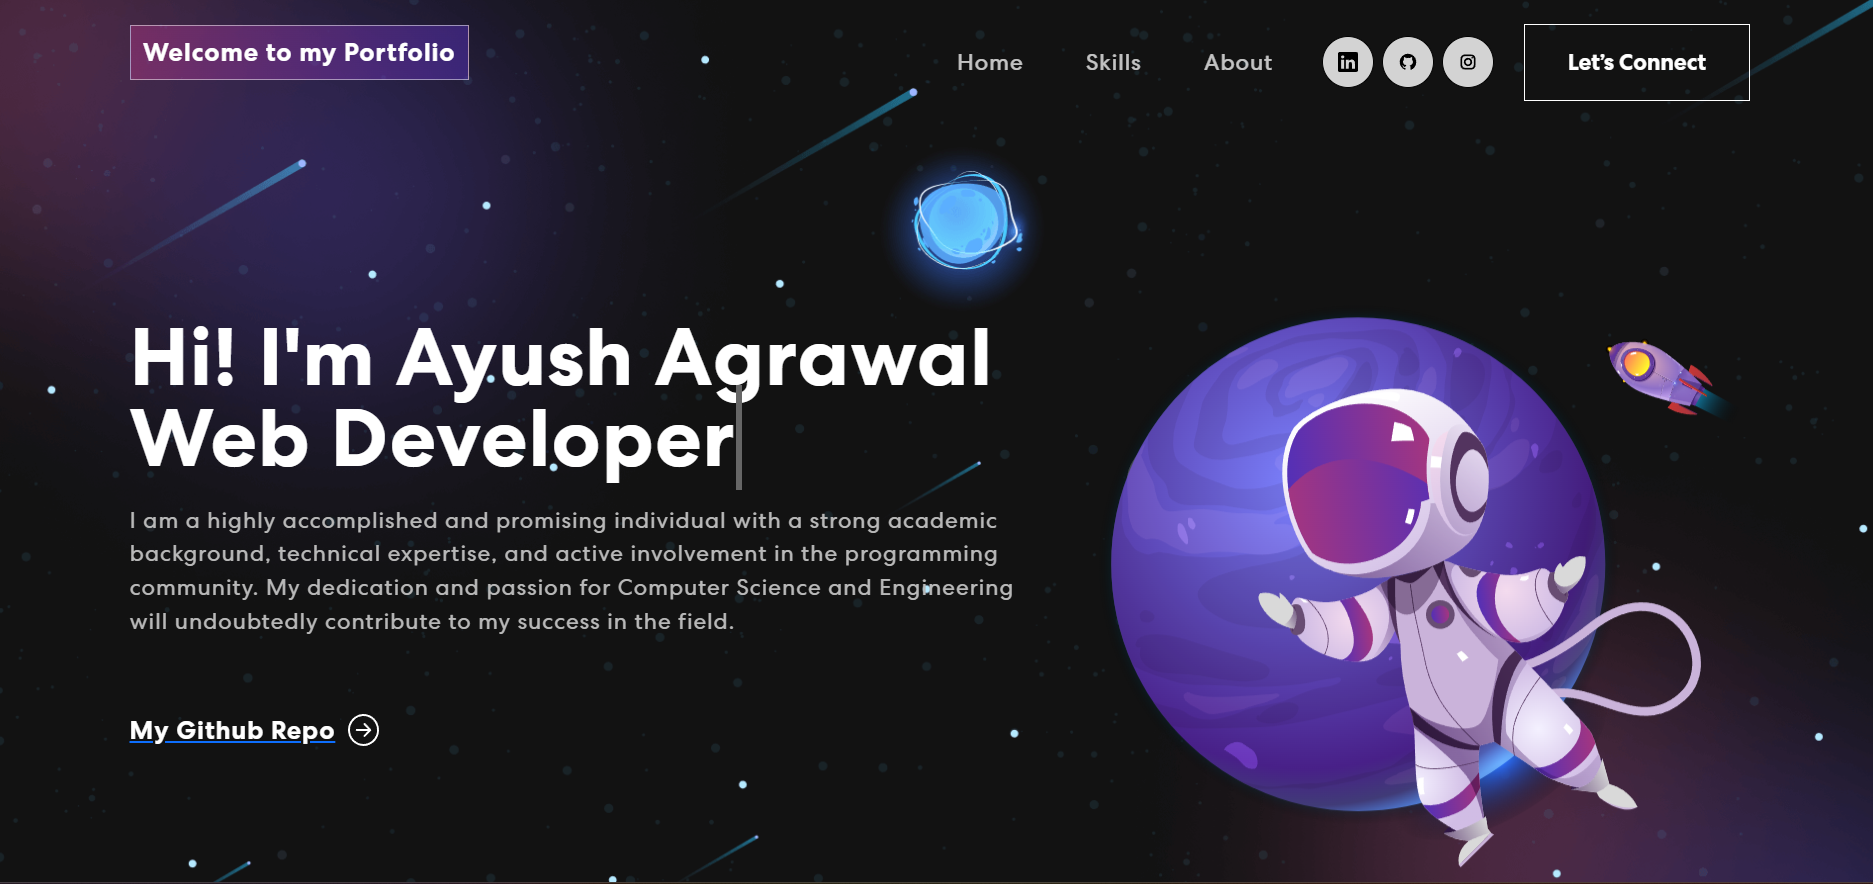 Welcome to my Portfolio
Home Skills About Let's Connect
Hi! I'm Ayush Agrawal
Web Developer
I am a highly accomplished and promising individual with a strong academic
background, technical expertise, and active involvement in the programming
community. My dedication and passion for Computer Science and Engineering
will undoubtedly contribute to my success in the field.
My Github Repo